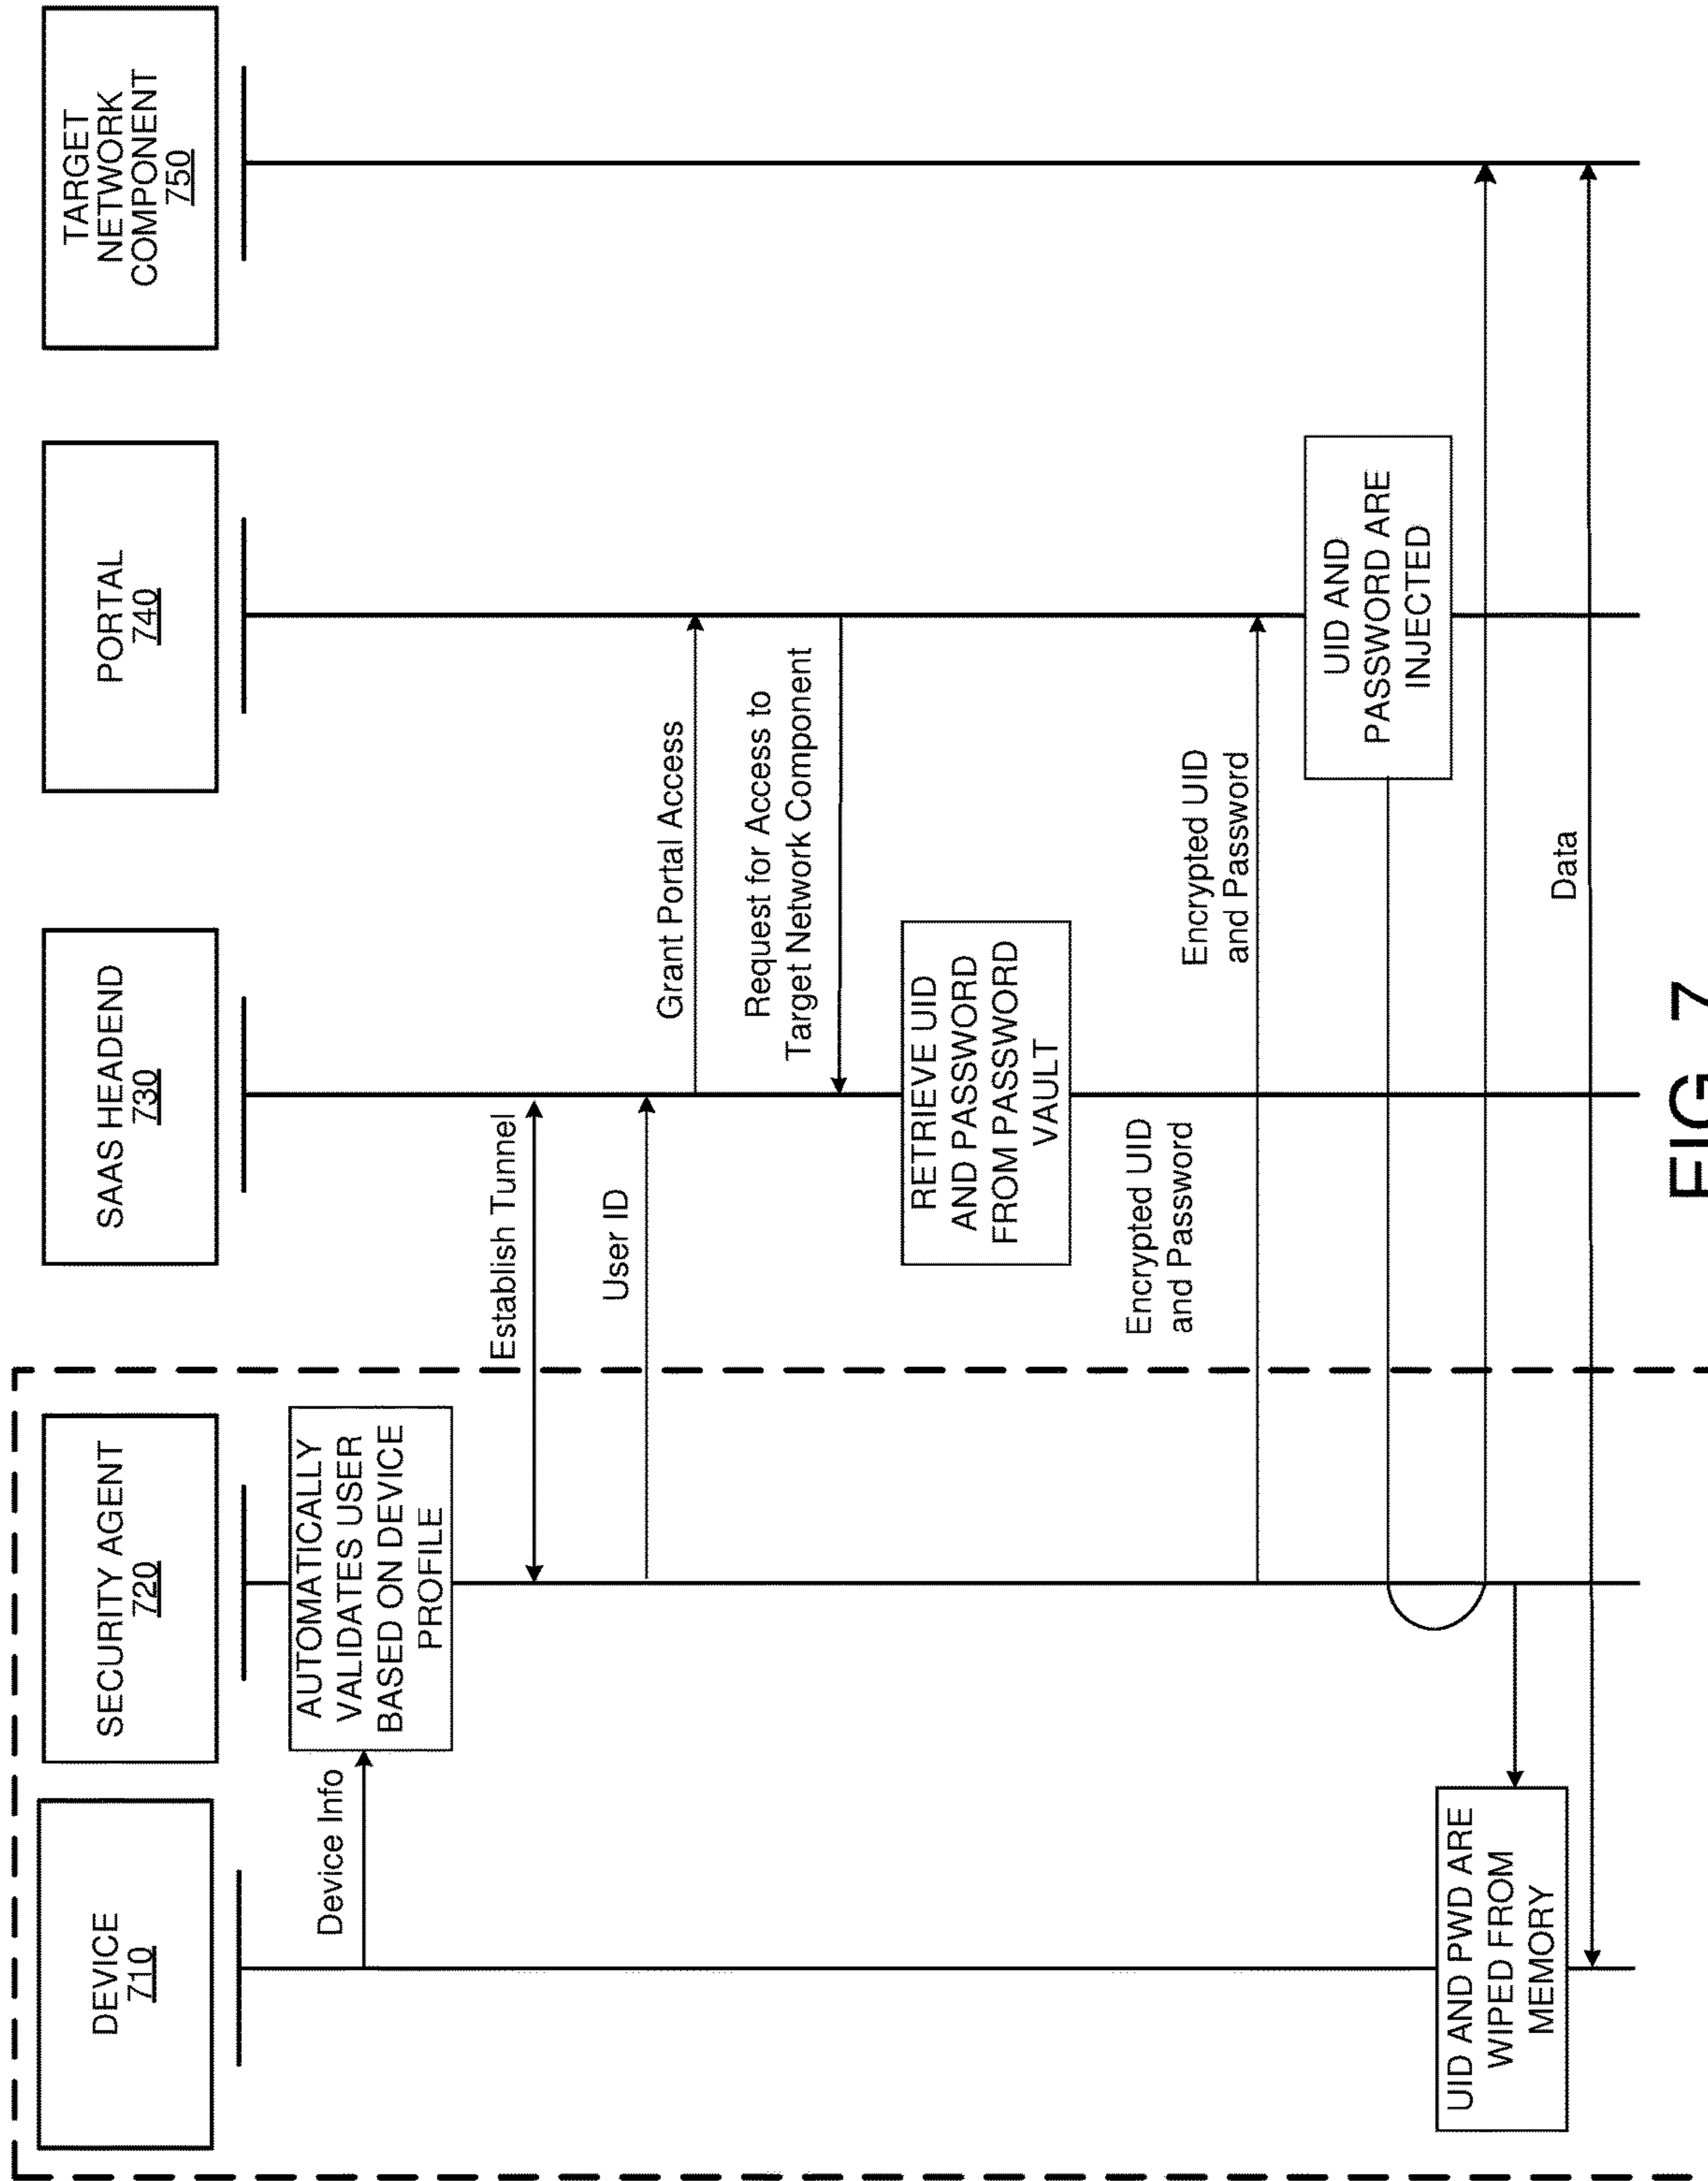 DEVICE
710
SECURITY AGENT
720
SAAS HEADEND
730
PORTAL
740
TARGET
NETWORK
COMPONENT
750
Device Info
AUTOMATICALLY
VALIDATES USER
BASED ON DEVICE
PROFILE
Establish Tunnel
User ID
Grant Portal Access
Request for Access to
Target Network Component
RETRIEVE UID
AND PASSWORD
FROM PASSWORD
VAULT
Encrypted UID
and Password
Encrypted UID
and Password
UID AND
PASSWORD ARE
INJECTED
UID AND PWD ARE
WIPED FROM
MEMORY
Data
FIG. 7